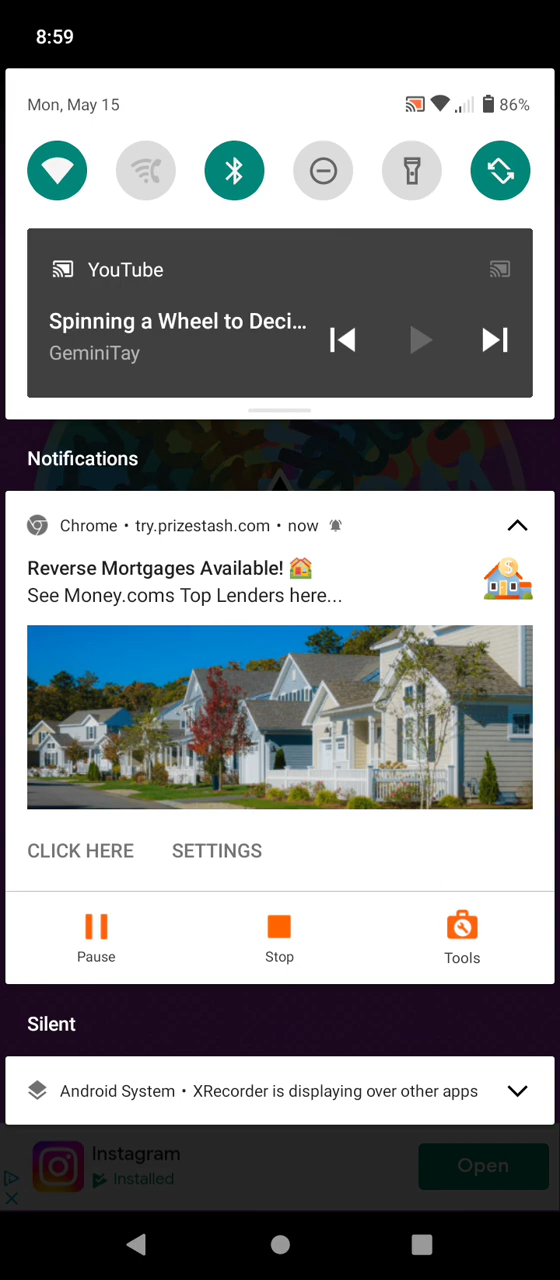 8:59
Mon, May 15
86%
YouTube
Spinning a Wheel to Deci...
GeminiTay
Notifications
Chrome • try.prizestash.com • now
Reverse Mortgages Available! 🏠
See Money.coms Top Lenders here...
CLICK HERE SETTINGS
Pause Stop Tools
Silent
Android System • XRecorder is displaying over other apps
Instagram
Installed
Open